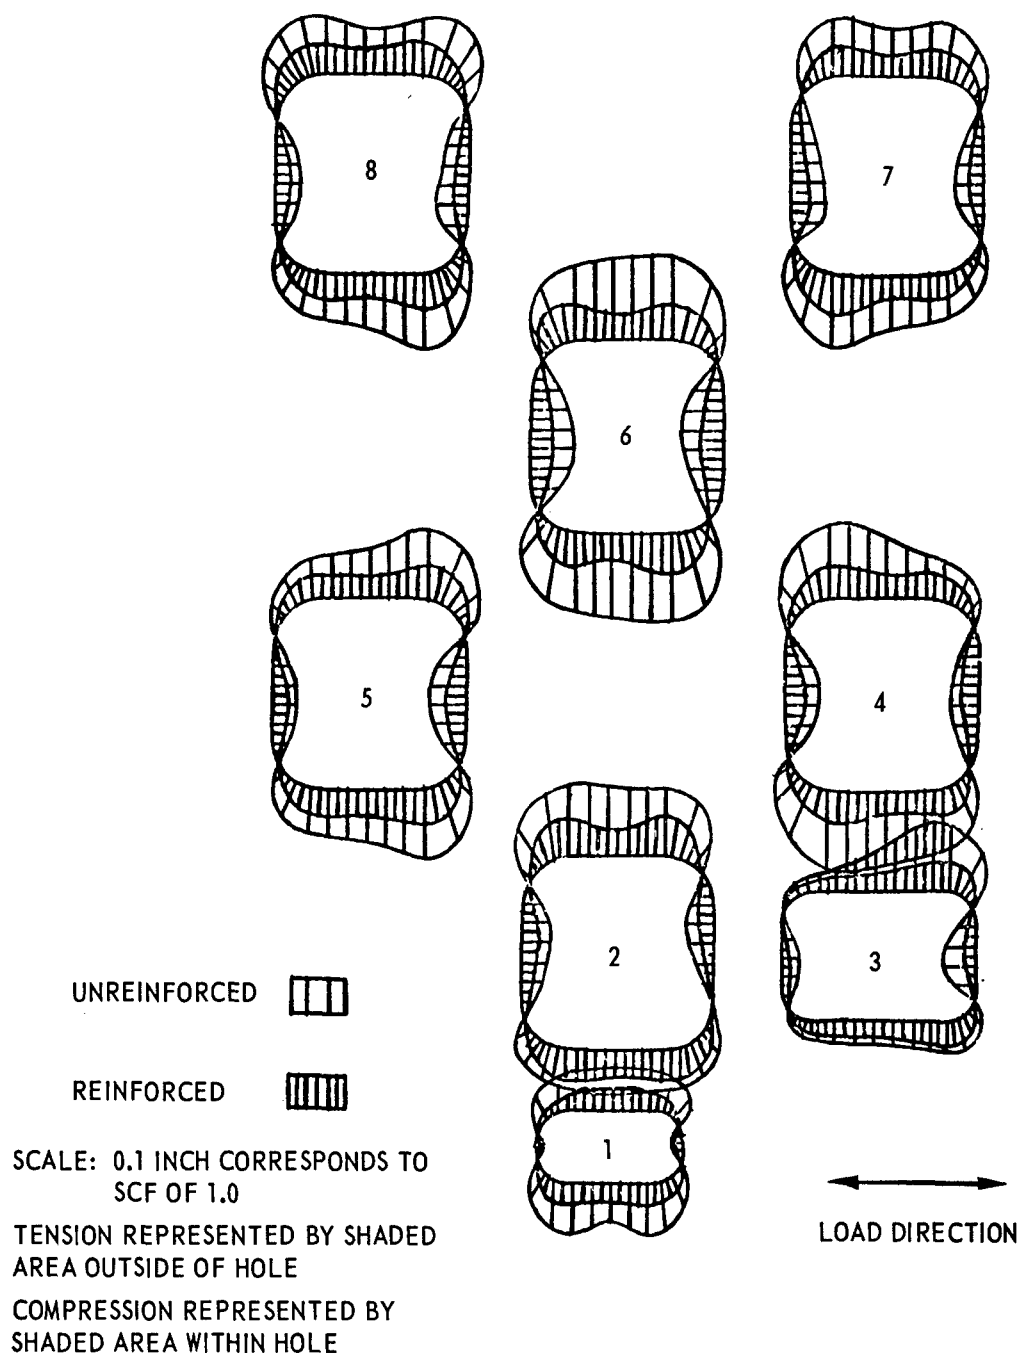 8
7
6
5
4
2
3
UNREINFORCED
REINFORCED
1
SCALE: 0.1 INCH CORRESPONDS TO
SCF OF 1.0
TENSION REPRESENTED BY SHADED
AREA OUTSIDE OF HOLE
COMPRESSION REPRESENTED BY
SHADED AREA WITHIN HOLE
LOAD DIRECTION